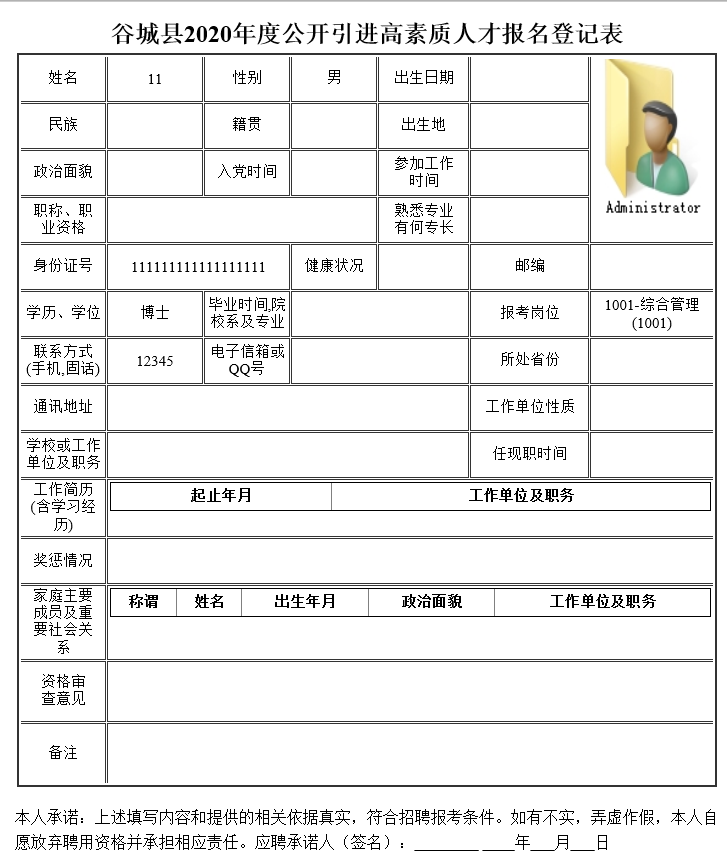 谷城县2020年度公开引进高素质人才报名登记表
姓名 11 性别 男 出生日期
民族 籍贯 出生地
政治面貌 入党时间 参加工作
时间
Administrator
职称、职
业资格
熟悉专业
有何专长
身份证号 111111111111111111 健康状况 邮编
学历、学位 博士 毕业时间,院
校系及专业
报考岗位 1001-综合管理
(1001)
联系方式
(手机,固话)
12345 电子信箱或
QQ号
所处省份
通讯地址 工作单位性质
学校或工作
单位及职务
任现职时间
工作简历
(含学习经
历)
起止年月 工作单位及职务
奖惩情况
家庭主要
成员及重
要社会关
系
称谓 姓名 出生年月 政治面貌 工作单位及职务
资格审
查意见
备注
本人承诺：上述填写内容和提供的相关依据真实，符合招聘报考条件。如有不实，弄虚作假，本人自
愿放弃聘用资格并承担相应责任。应聘承诺人（签名）：________ ____年___月___日